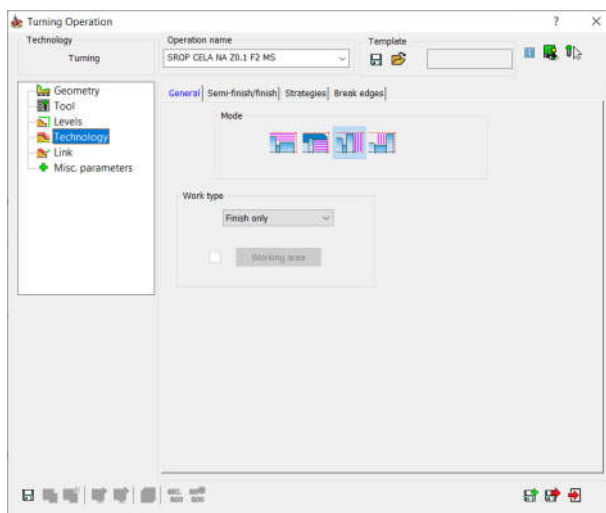 Turning Operation
Technology
Turning
Operation name
SROP CELA NA Z0.1 F2 MS
Template
Geometry
Tool
Levels
Technology
Link
Misc. parameters
General
Semi-finish/finish
Strategies
Break edges
Mode
Work type
Finish only
Working area